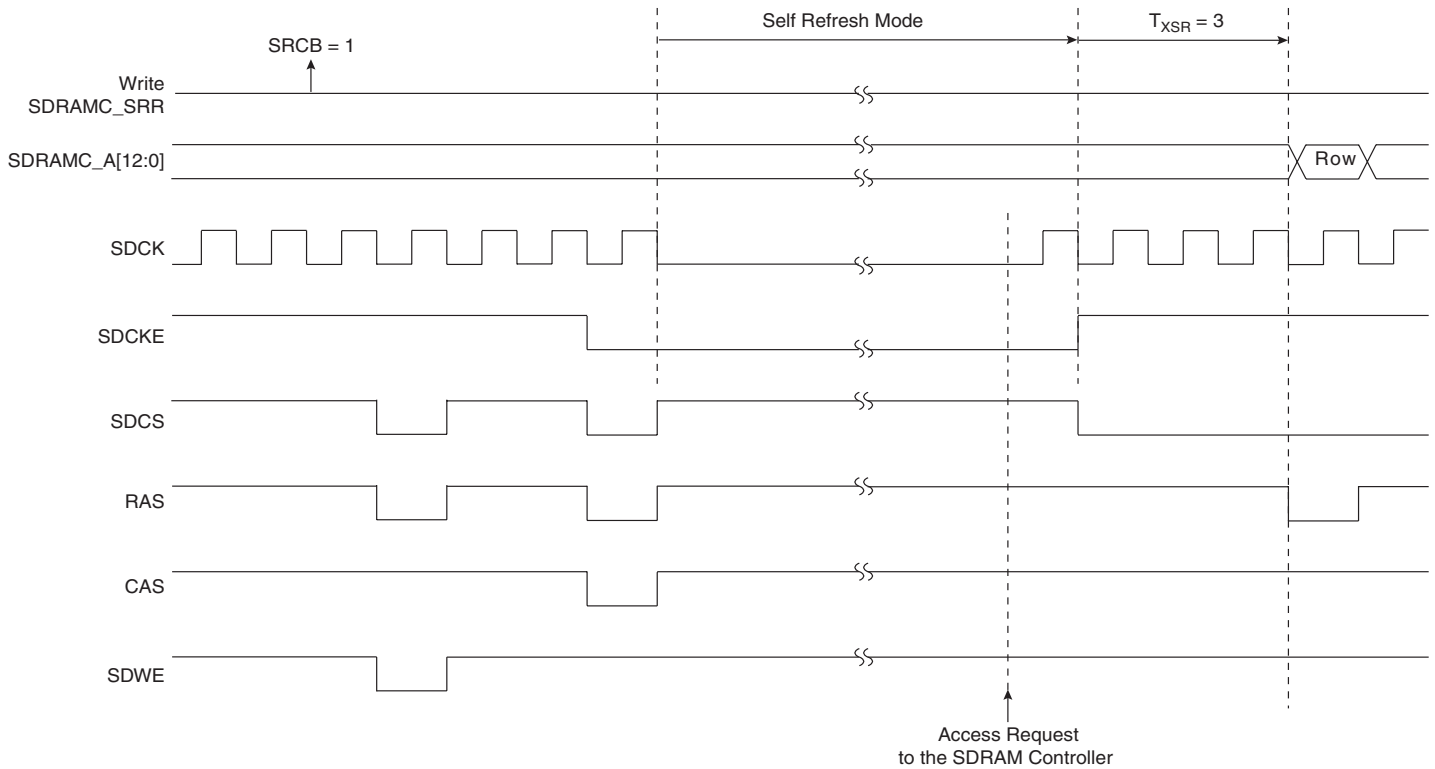 Self Refresh Mode
TXSR = 3
SRCB = 1
Write
SDRAMC_SRR
SDRAMC_A[12:0]
Row
SDCK
SDCKE
SDCS
RAS
CAS
SDWE
Access Request
to the SDRAM Controller